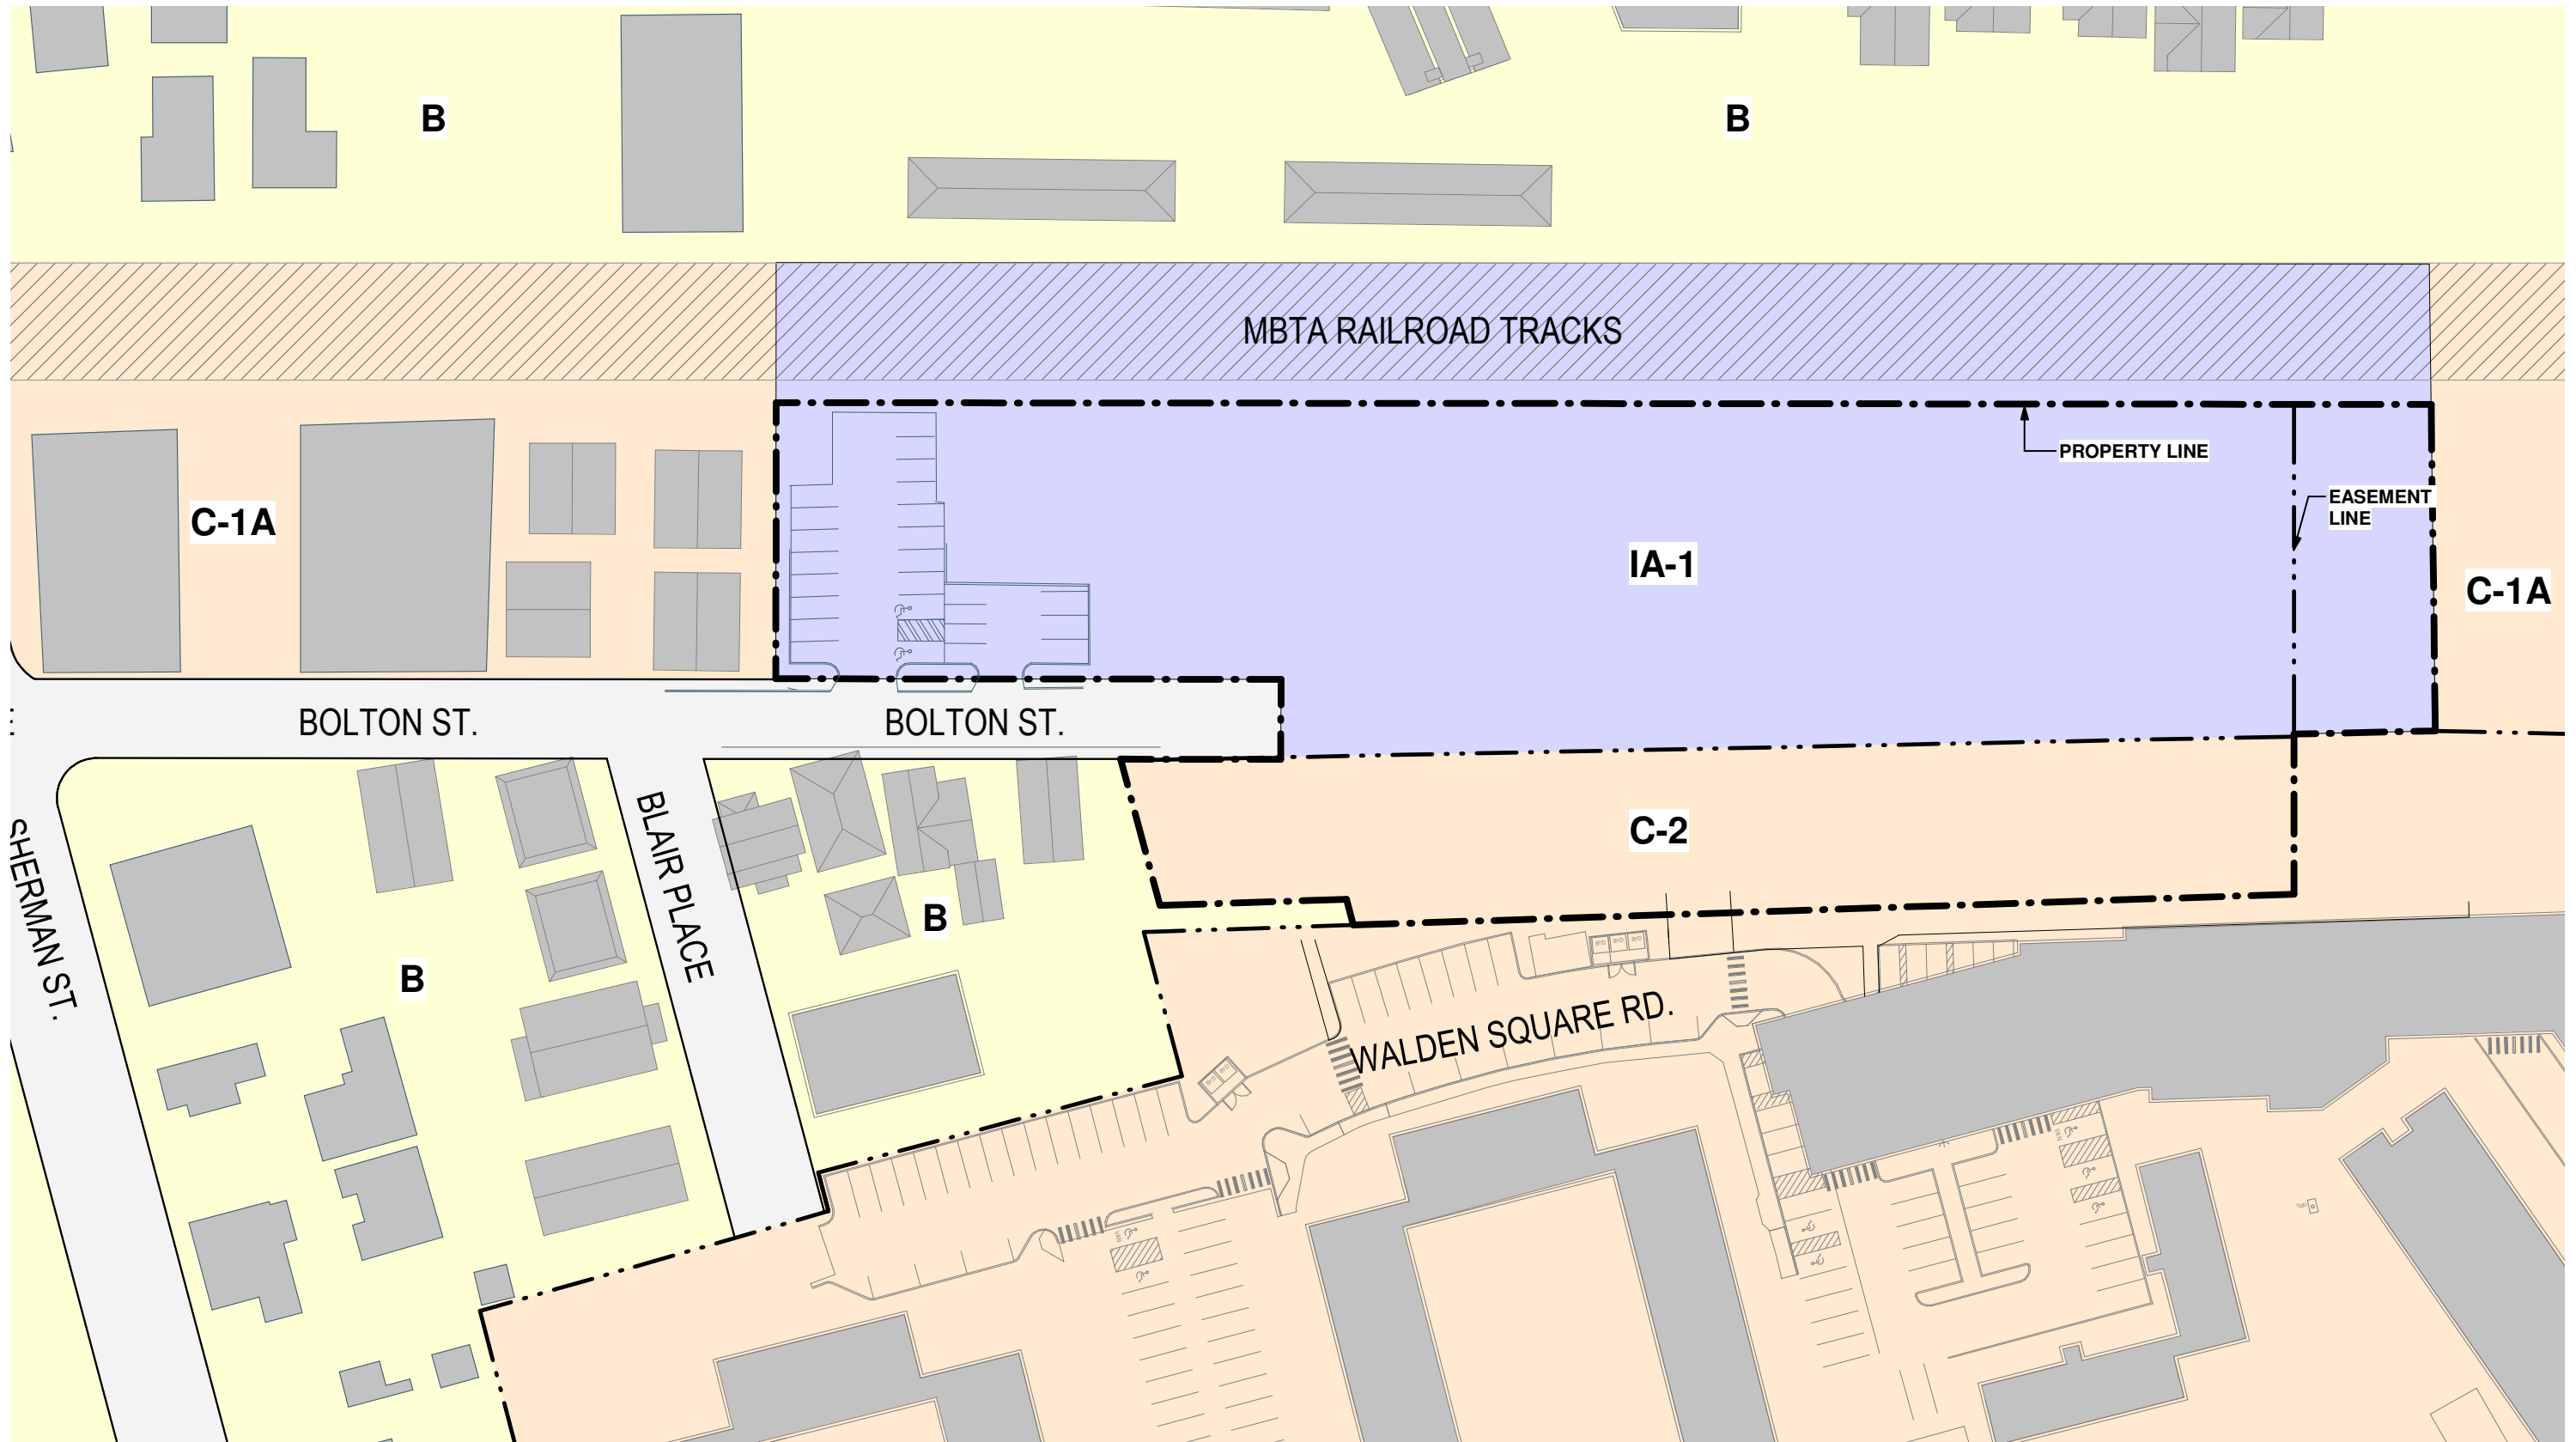 B
B
MBTA RAILROAD TRACKS
PROPERTY LINE
EASEMENT
LINE
C-1A
IA-1
C-1A
BOLTON ST.
BOLTON ST.
C-2
BLAIR PLACE
SHERMAN ST.
B
B
WALDEN SQUARE RD.